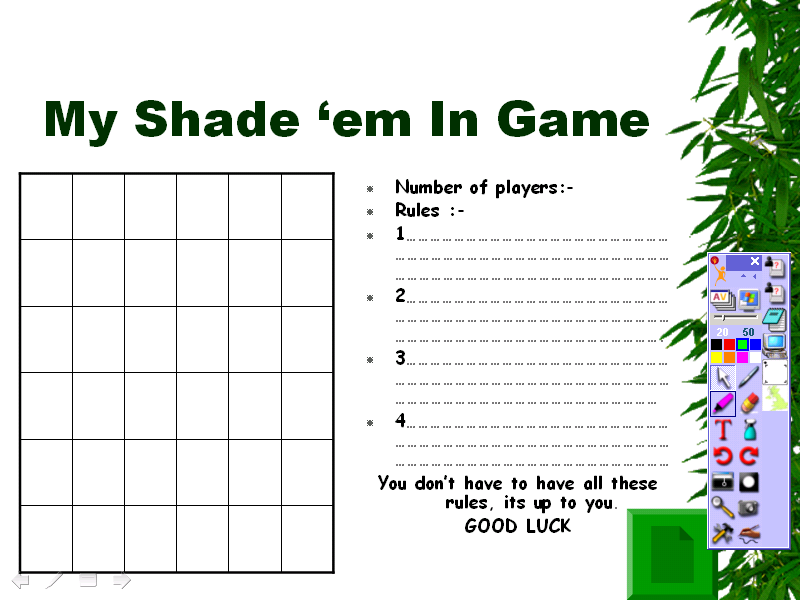 My Shade ‘em In Game
Number of players:-
Rules :-
1………………………………………………………
………………………………………………………………
………………………………………………………………
2………………………………………………………
………………………………………………………………
………………………………………………………………
3………………………………………………………
………………………………………………………………
……………………………………………………………
4………………………………………………………
………………………………………………………………
………………………………………………………………
You don’t have to have all these
rules, its up to you.
GOOD LUCK
AV
20 50
T